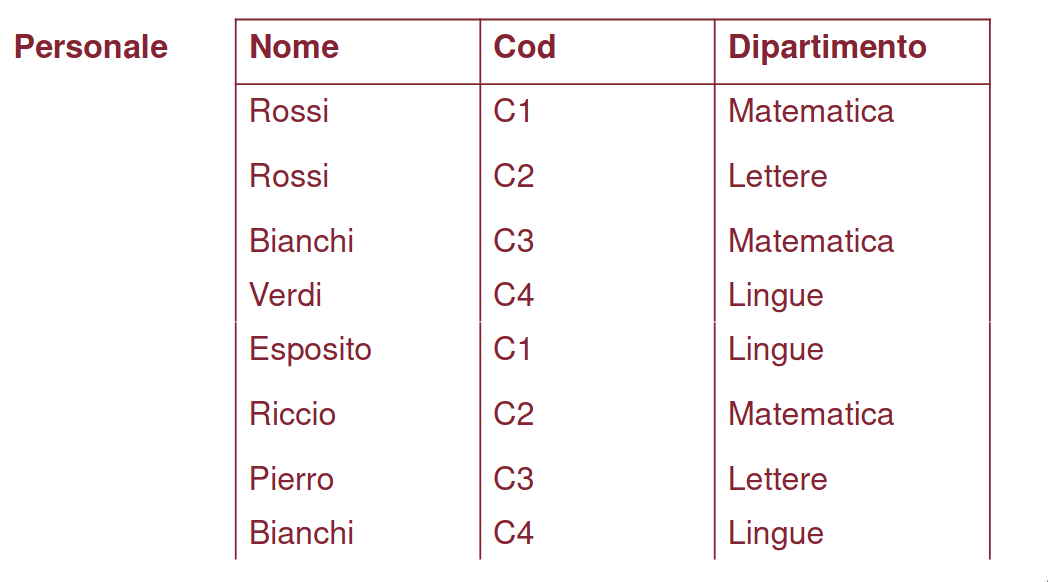 Personale Nome Cod Dipartimento
Rossi C1 Matematica
Rossi C2 Lettere
Bianchi C3 Matematica
Verdi C4 Lingue
Esposito C1 Lingue
Riccio C2 Matematica
Pierro C3 Lettere
Bianchi C4 Lingue